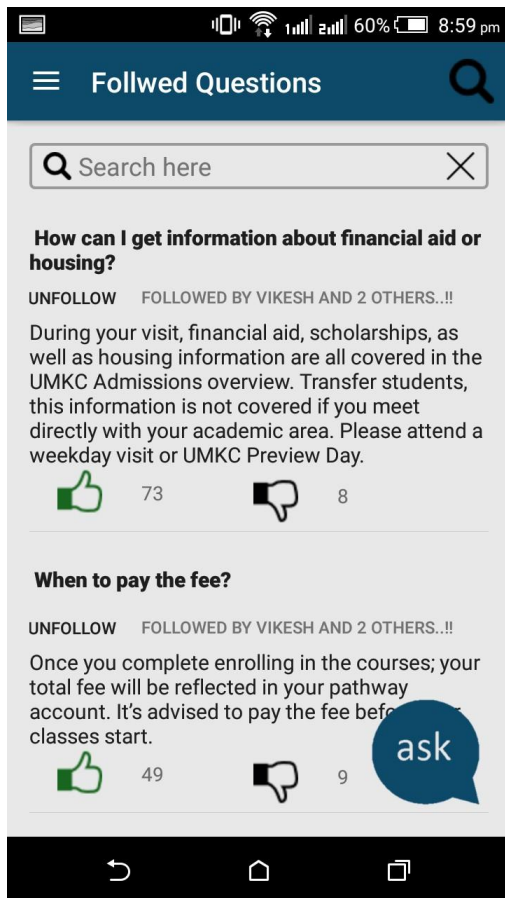 60% 8:59 pm
Follwed Questions
Search here
How can I get information about financial aid or
housing?
UNFOLLOW FOLLOWED BY VIKESH AND 2 OTHERS..!!
During your visit, financial aid, scholarships, as
well as housing information are all covered in the
UMKC Admissions overview. Transfer students,
this information is not covered if you meet
directly with your academic area. Please attend a
weekday visit or UMKC Preview Day.
73 8
When to pay the fee?
UNFOLLOW FOLLOWED BY VIKESH AND 2 OTHERS..!!
Once you complete enrolling in the courses; your
total fee will be reflected in your pathway
account. It’s advised to pay the fee
classes start.
ask
49 9